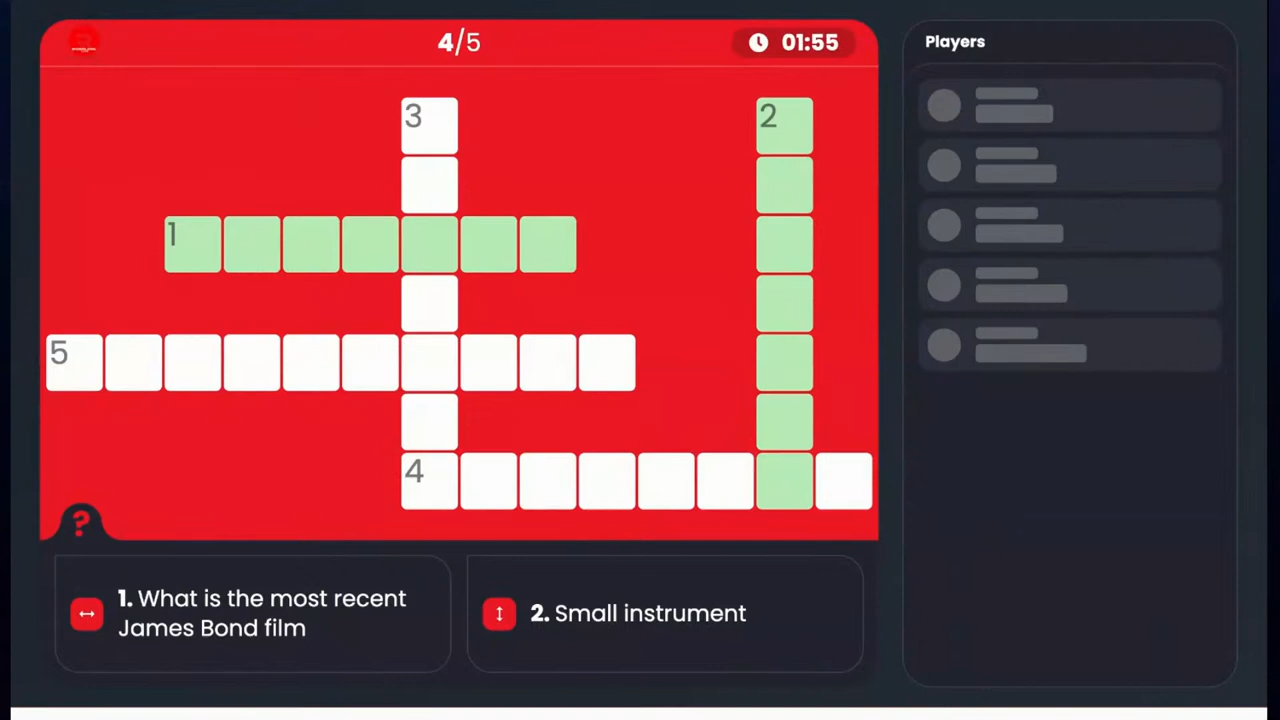 4/5
01:55
Players
3
2
1
5
4
?
1. What is the most recent
James Bond film
2. Small instrument